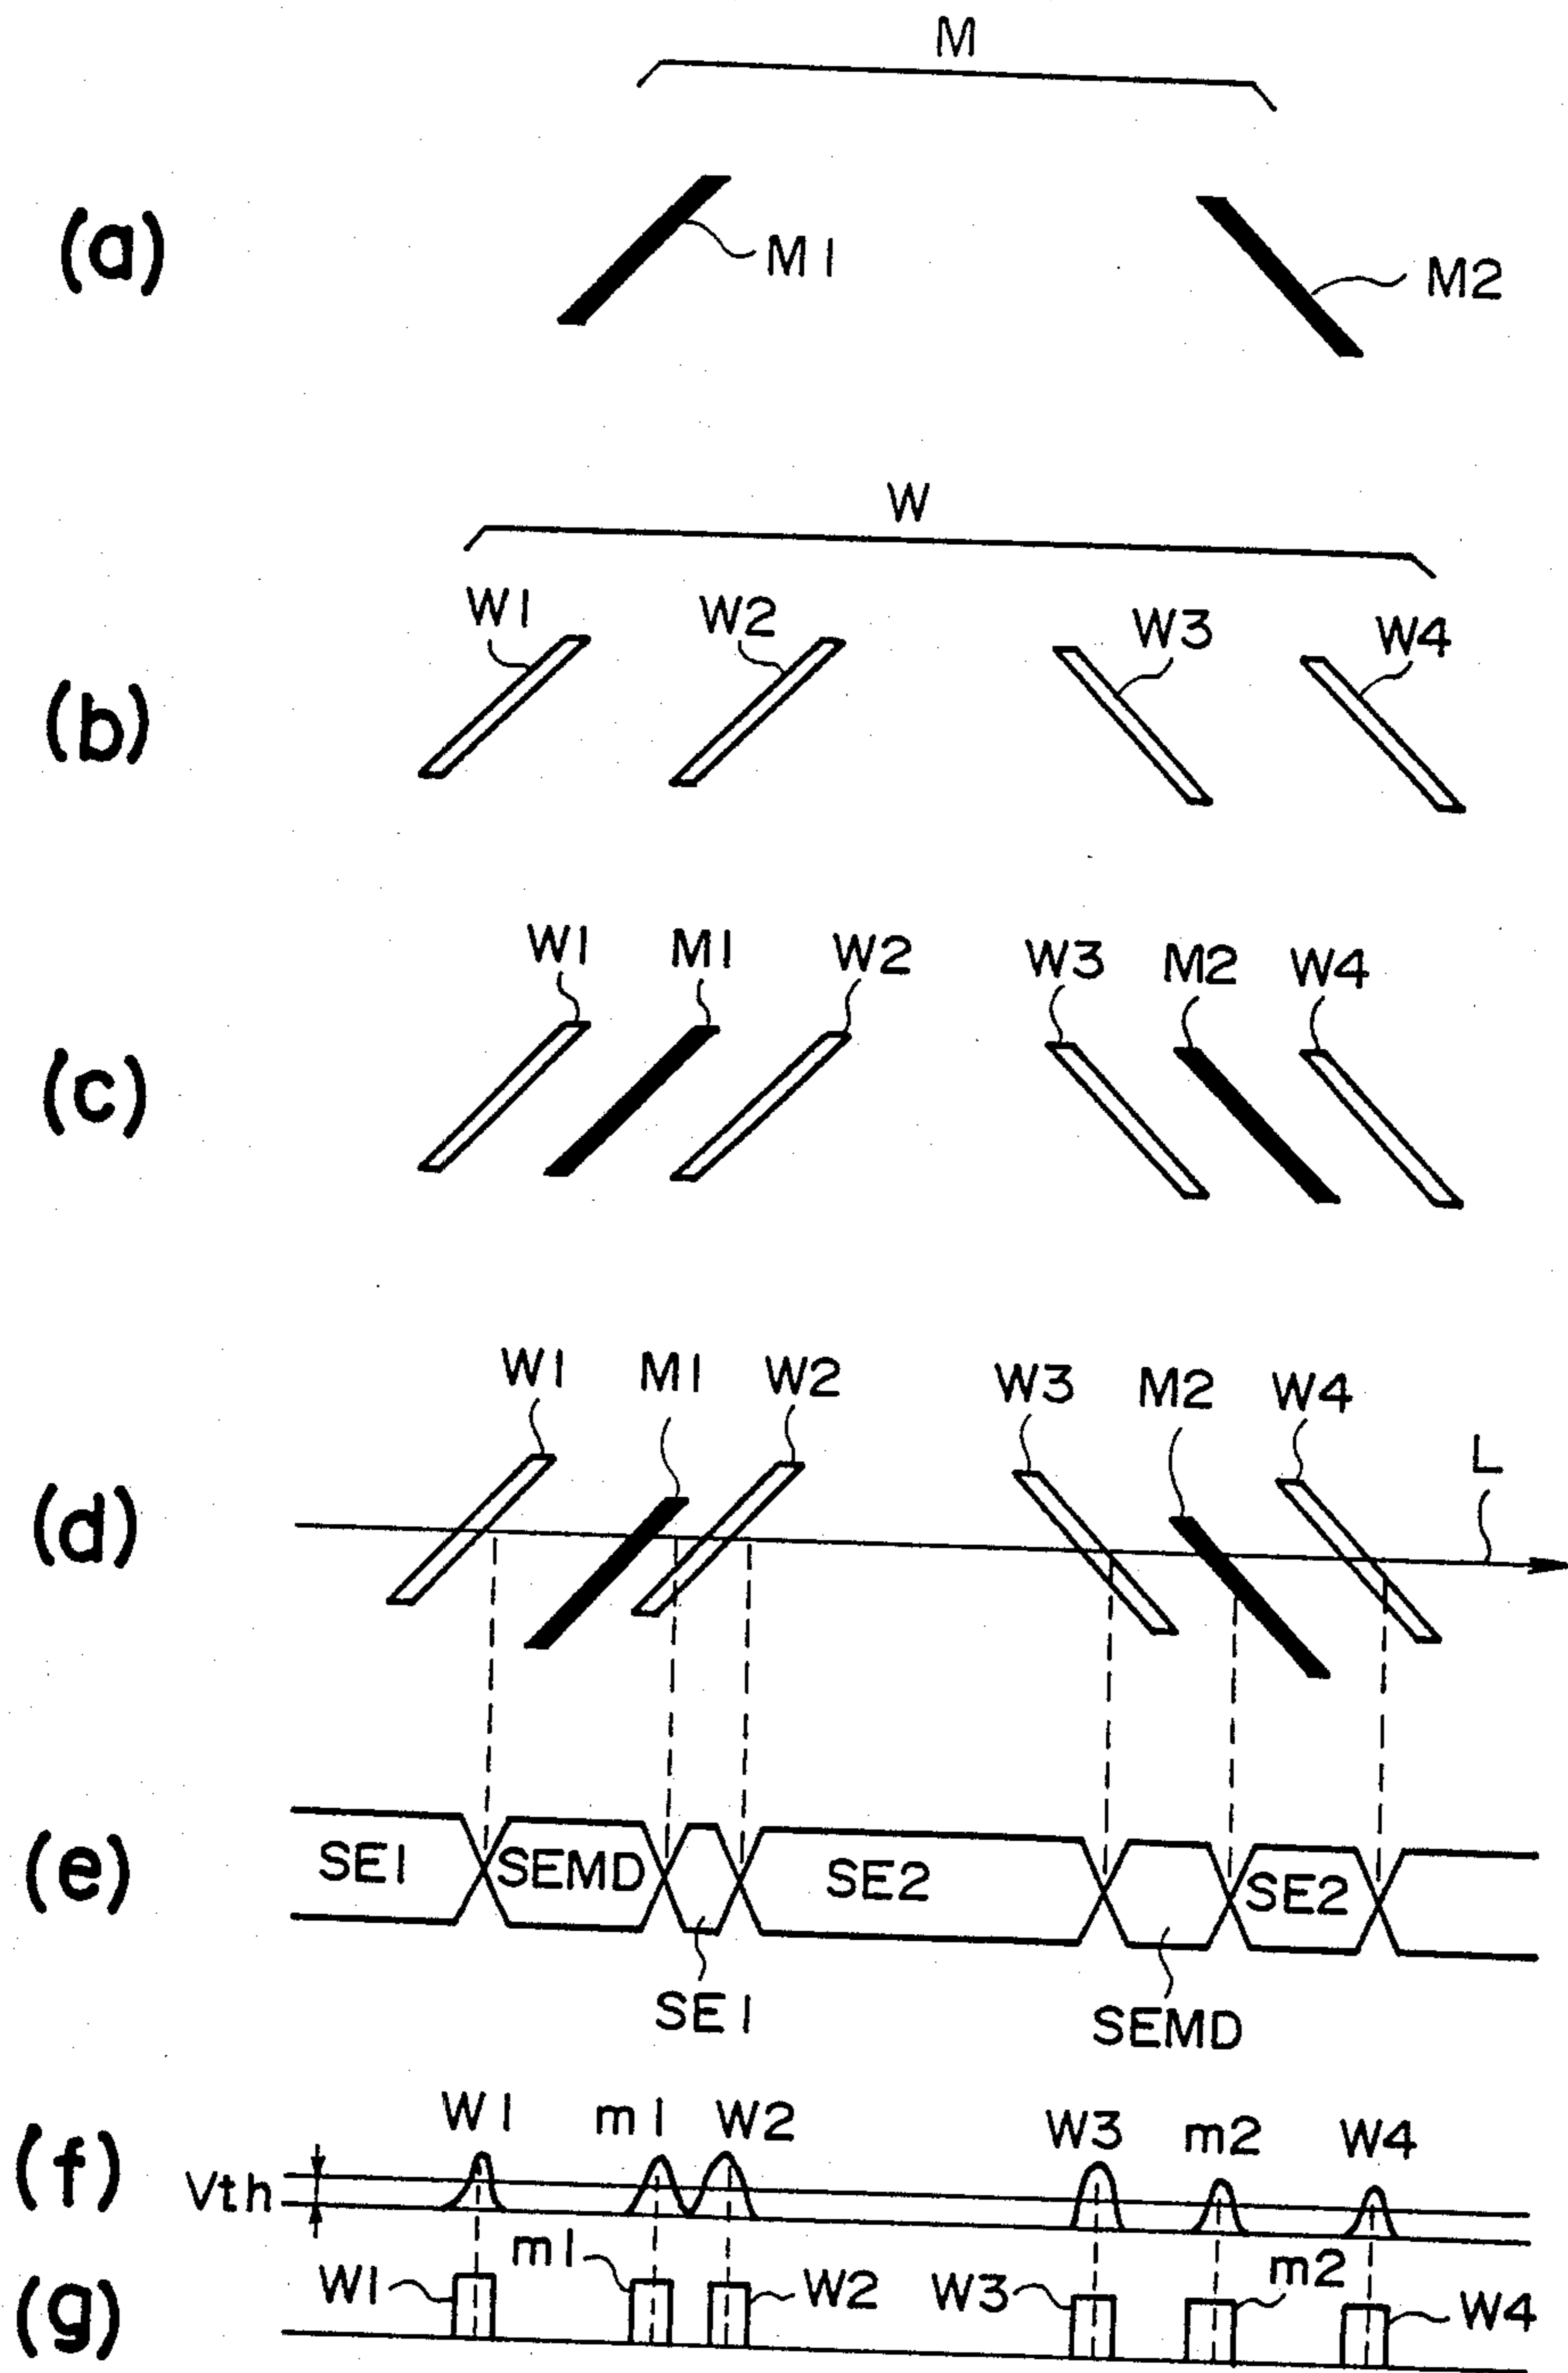 M
(a)
M1
M2
W
W1 W2 W3 W4
(b)
W1 M1 W2 W3 M2 W4
(c)
W1 M1 W2 W3 M2 W4
L
(d)
(e)
SE1 SEMD SE2 SE2
SE1 SEMD
W1 m1 W2 W3 m2 W4
(f)
Vth
W1 m1 W2 W3 m2 W4
(g)